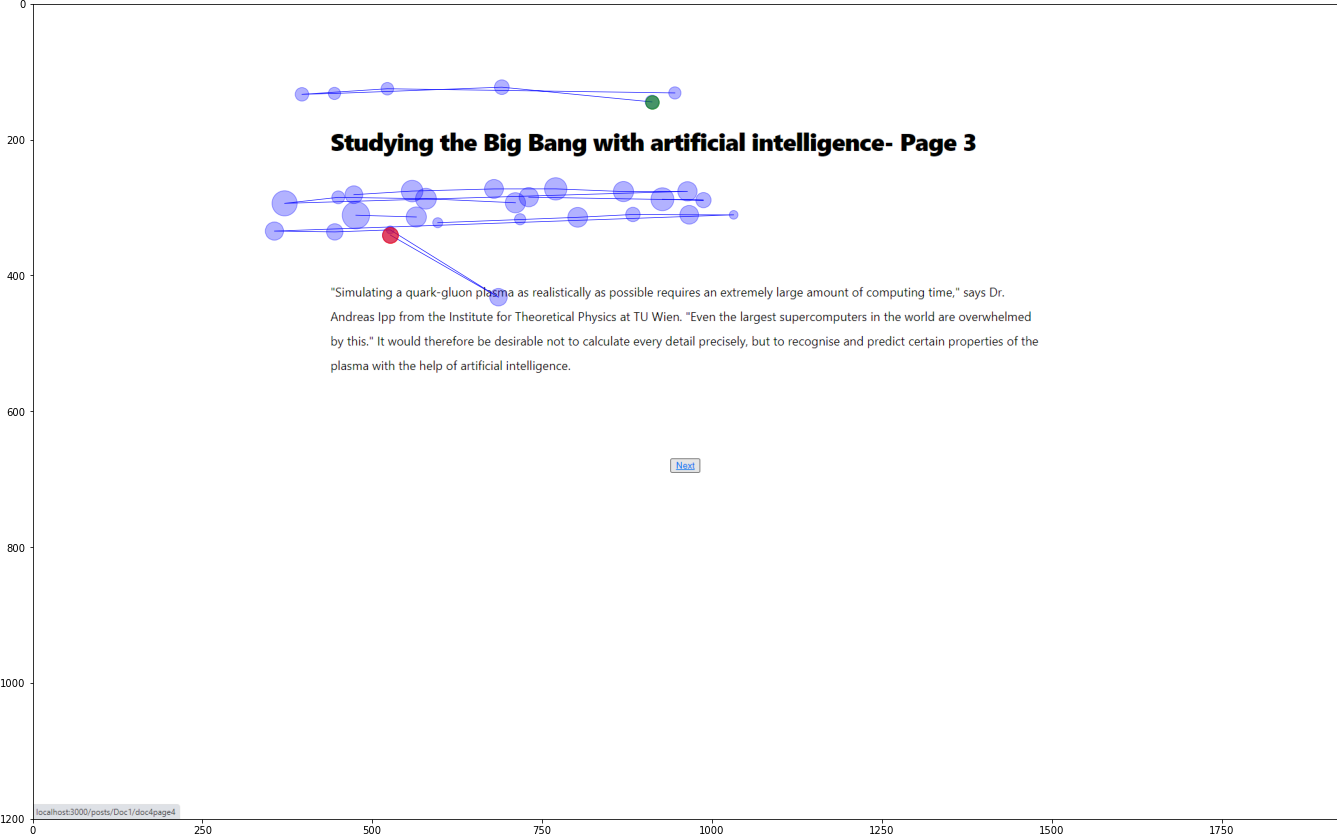 0
200
Studying the Big Bang with artificial intelligence- Page 3
400
"Simulating a quark-gluon plasma as realistically as possible requires an extremely large amount of computing time," says Dr.
Andreas Ipp from the Institute for Theoretical Physics at TU Wien. "Even the largest supercomputers in the world are overwhelmed
by this." It would therefore be desirable not to calculate every detail precisely, but to recognise and predict certain properties of the
plasma with the help of artificial intelligence.
600
Next
800
1000
localhost:3000/posts/Doc1/doc4page4
1200
0 250 500 750 1000 1250 1500 1750